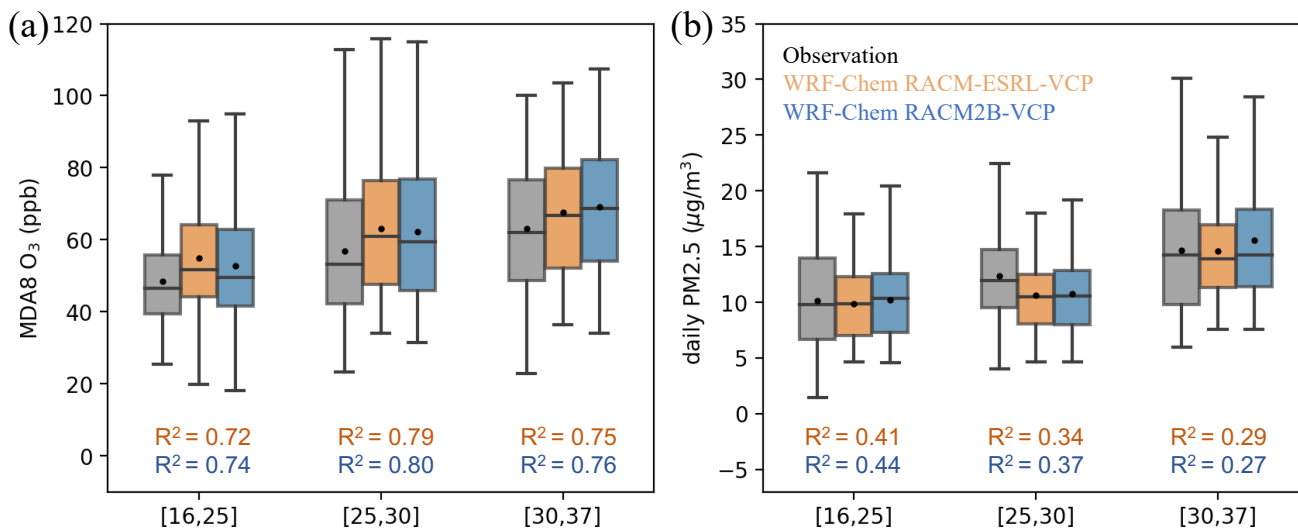 (a)
120
100
80
60
40
20
0
MDA8 O₃ (ppb)
R² = 0.72
R² = 0.74
R² = 0.79
R² = 0.80
R² = 0.75
R² = 0.76
[16,25]
[25,30]
[30,37]
(b)
35
30
25
20
15
10
5
0
−5
daily PM2.5 (μg/m³)
Observation
WRF-Chem RACM-ESRL-VCP
WRF-Chem RACM2B-VCP
R² = 0.41
R² = 0.44
R² = 0.34
R² = 0.37
R² = 0.29
R² = 0.27
[16,25]
[25,30]
[30,37]